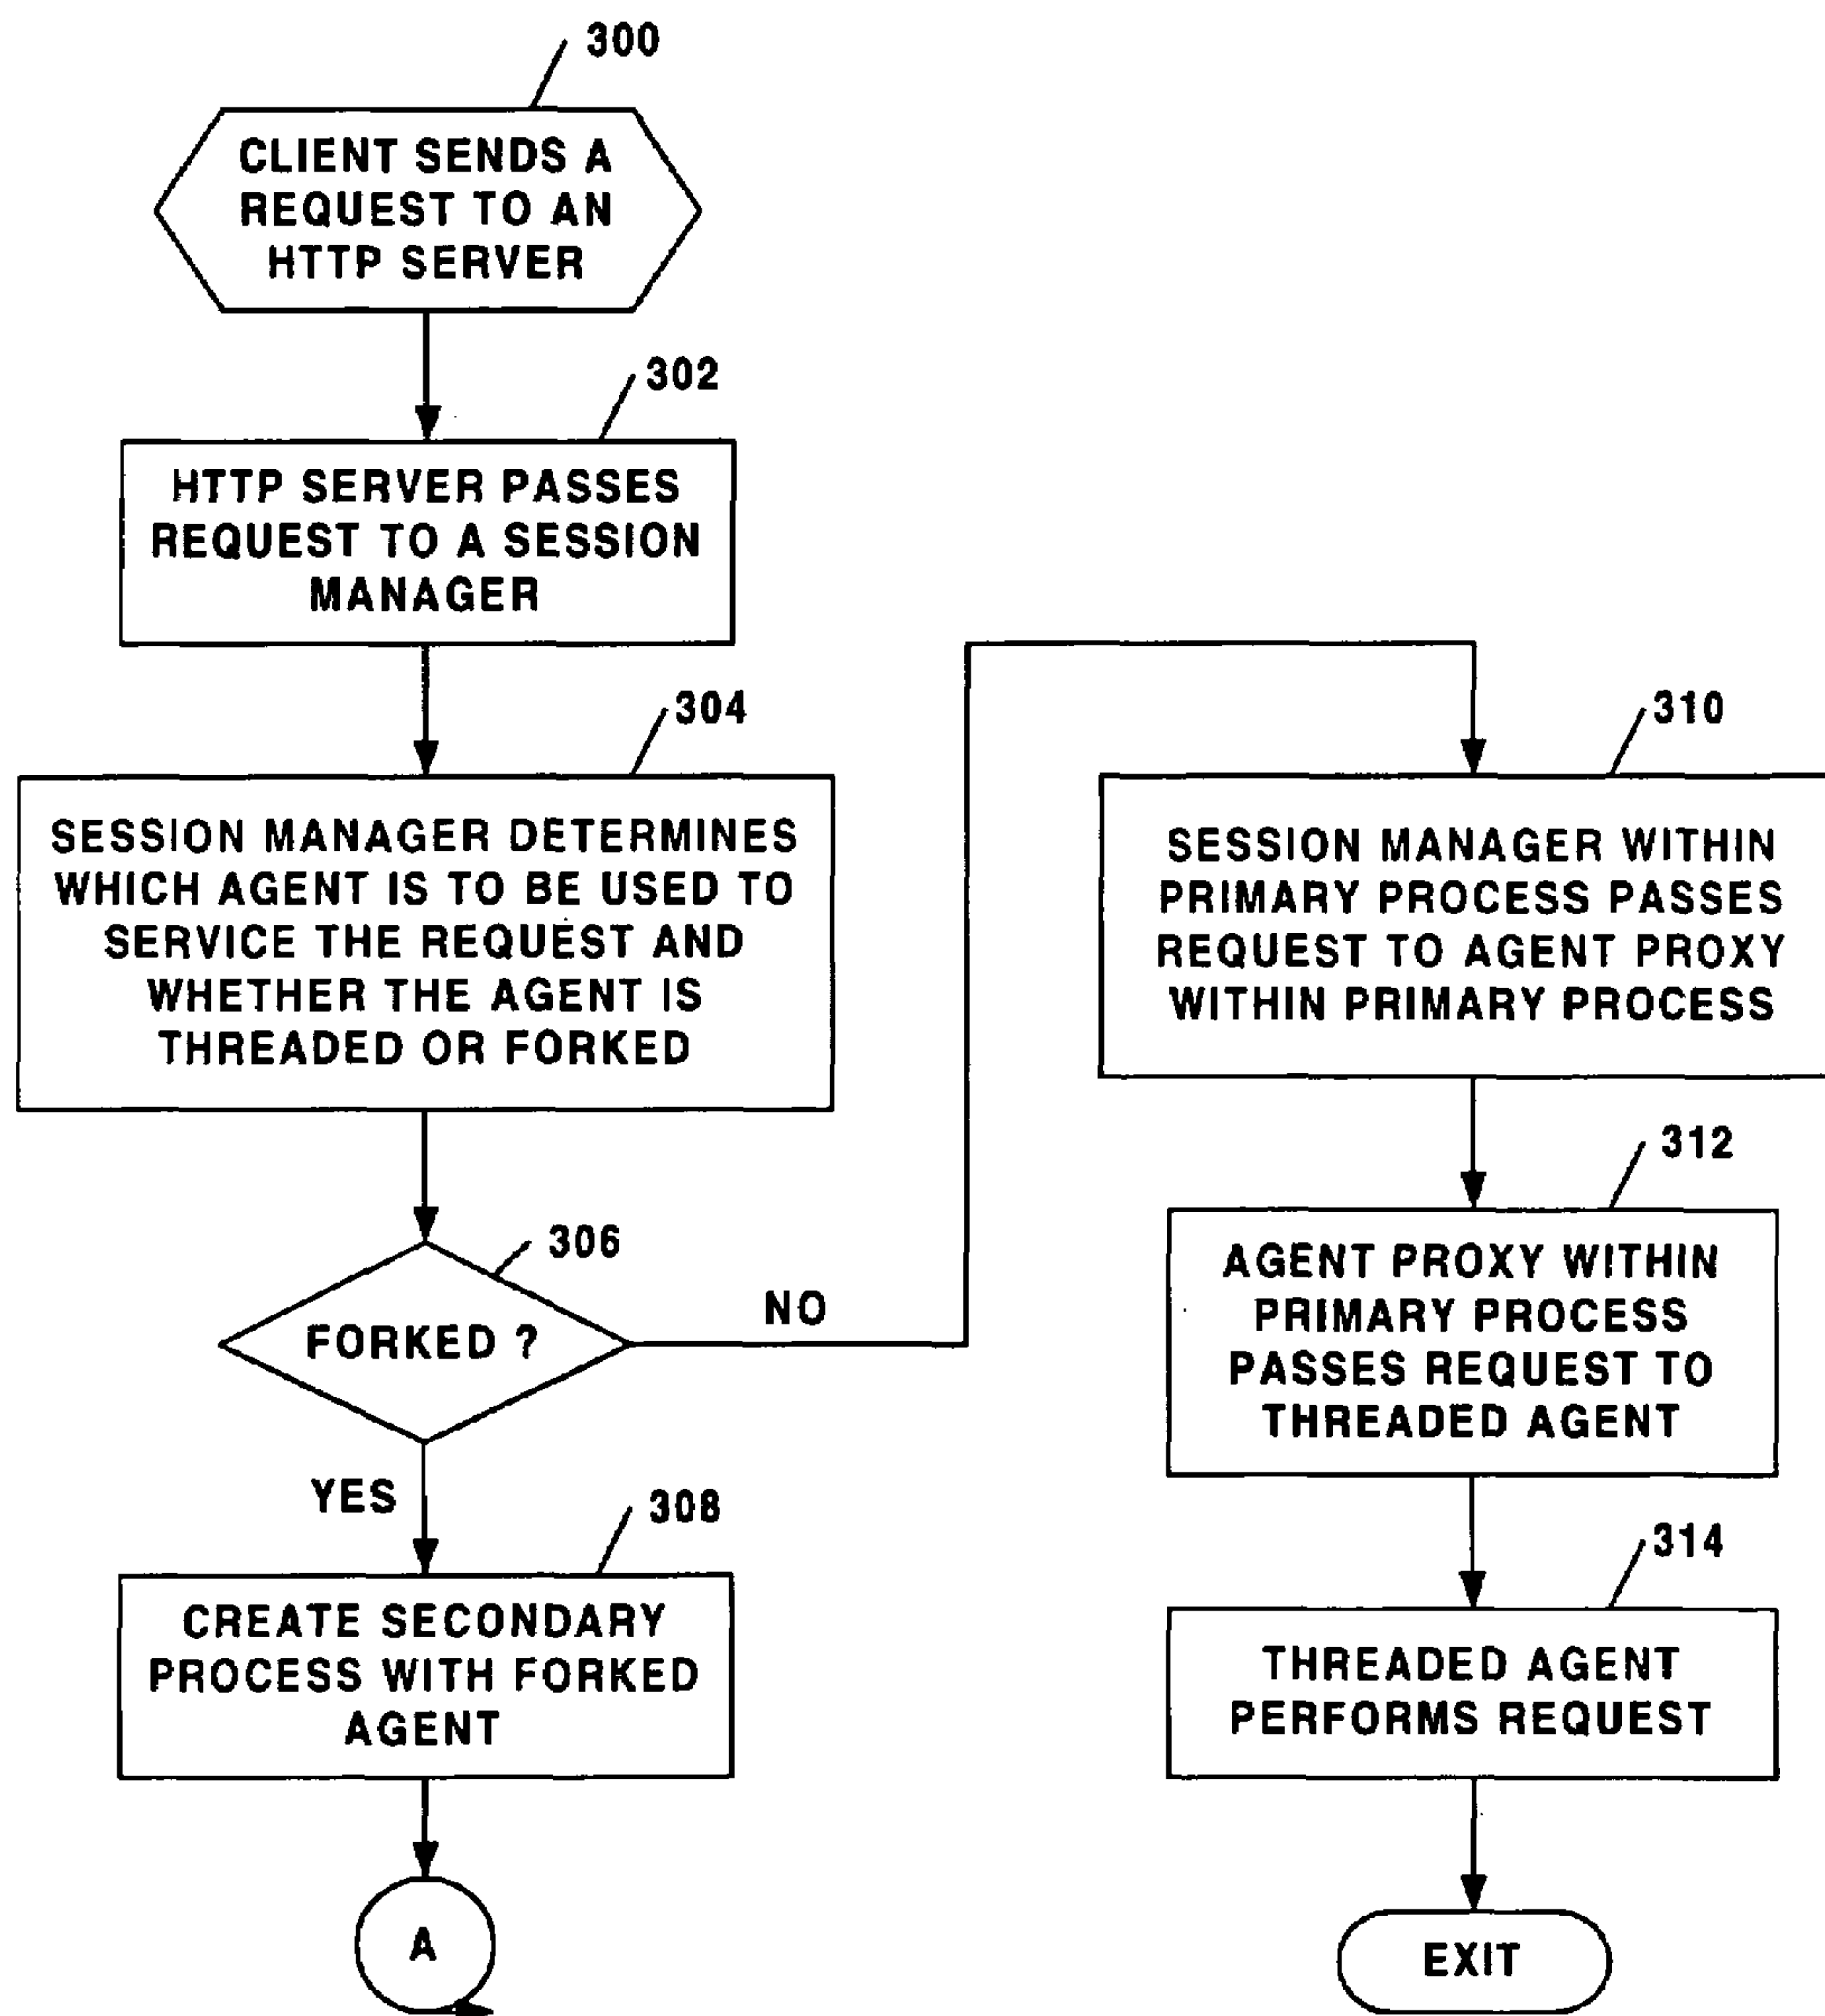 300
CLIENT SENDS A
REQUEST TO AN
HTTP SERVER
302
HTTP SERVER PASSES
REQUEST TO A SESSION
MANAGER
304
SESSION MANAGER DETERMINES
WHICH AGENT IS TO BE USED TO
SERVICE THE REQUEST AND
WHETHER THE AGENT IS
THREADED OR FORKED
306
FORKED ?
NO
YES
308
CREATE SECONDARY
PROCESS WITH FORKED
AGENT
A
310
SESSION MANAGER WITHIN
PRIMARY PROCESS PASSES
REQUEST TO AGENT PROXY
WITHIN PRIMARY PROCESS
312
AGENT PROXY WITHIN
PRIMARY PROCESS
PASSES REQUEST TO
THREADED AGENT
314
THREADED AGENT
PERFORMS REQUEST
EXIT